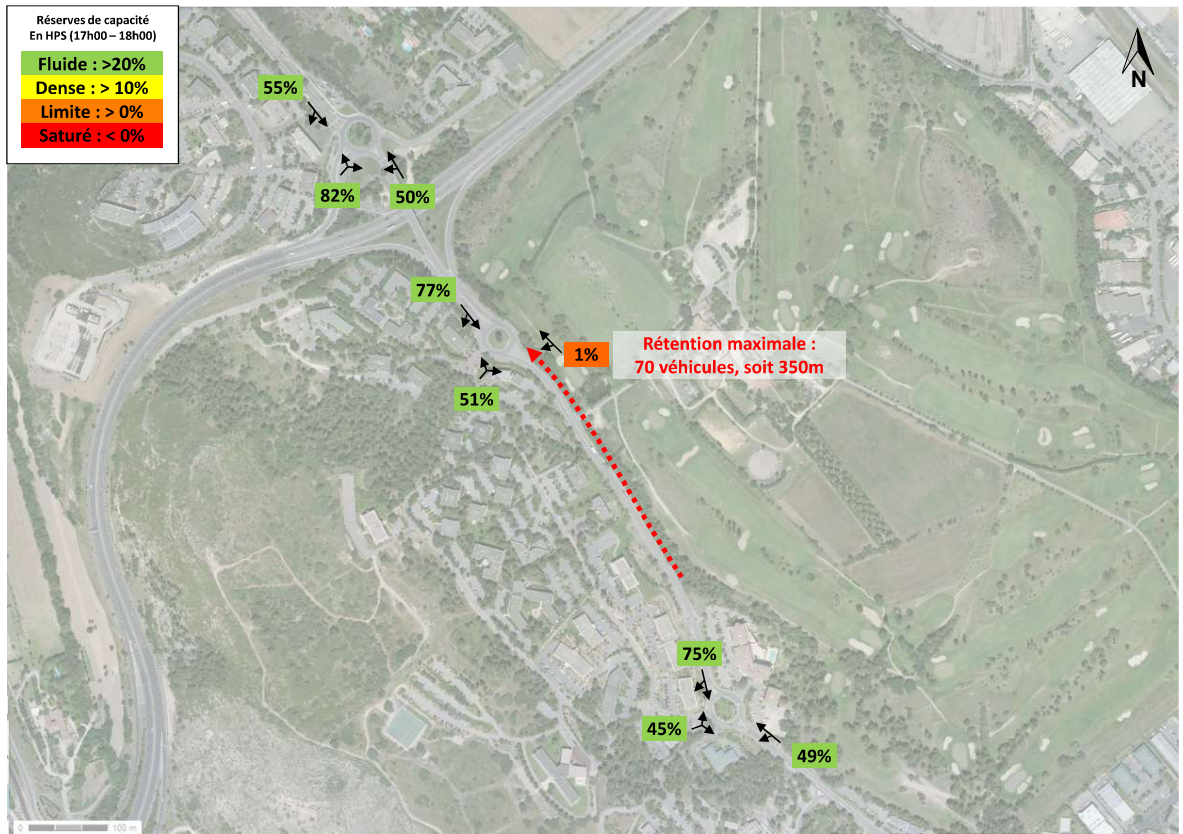 Réserves de capacité
En HPS (17h00 – 18h00)
Fluide : >20%
Dense : > 10%
Limite : > 0%
Saturé : < 0%
N
55%
82%
50%
77%
1%
Rétention maximale :
70 véhicules, soit 350m
51%
75%
45%
49%
0 100 m